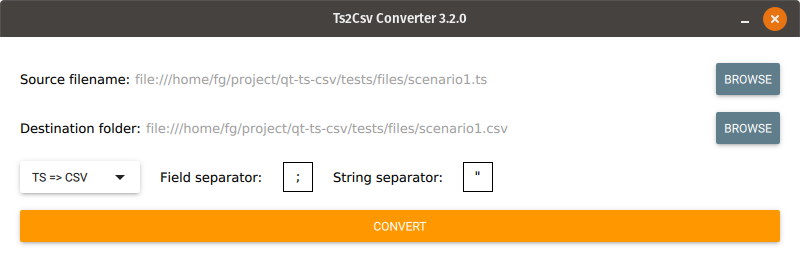 Ts2Csv Converter 3.2.0
Source filename: file:///home/fg/project/qt-ts-csv/tests/files/scenario1.ts BROWSE
Destination folder: file:///home/fg/project/qt-ts-csv/tests/files/scenario1.csv BROWSE
TS => CSV Field separator: ; String separator: "
CONVERT